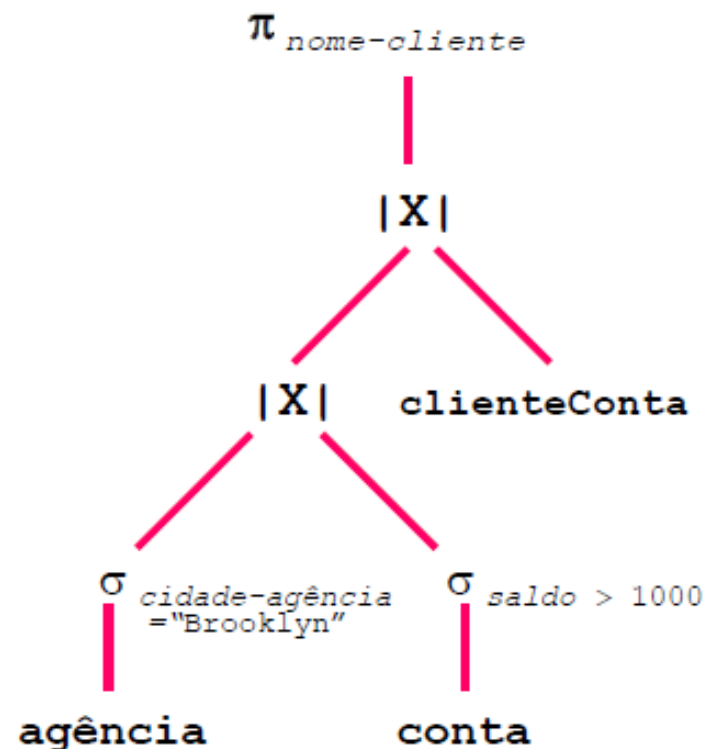 π nome-cliente
|X|
|X| clienteConta
σ cidade-agência σ saldo > 1000
="Brooklyn"
agência conta